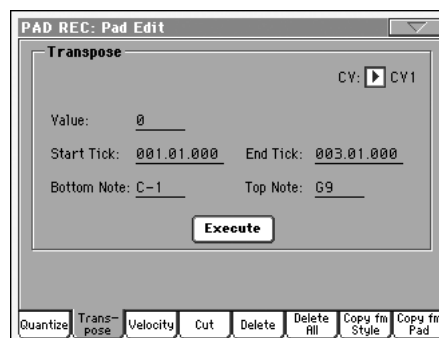 PAD REC: Pad Edit
Transpose
CV: CV1
Value: 0
Start Tick: 001.01.000 End Tick: 003.01.000
Bottom Note: C-1 Top Note: G9
Execute
Quantize Trans-pose Velocity Cut Delete Delete All Copy fm Style Copy fm Pad